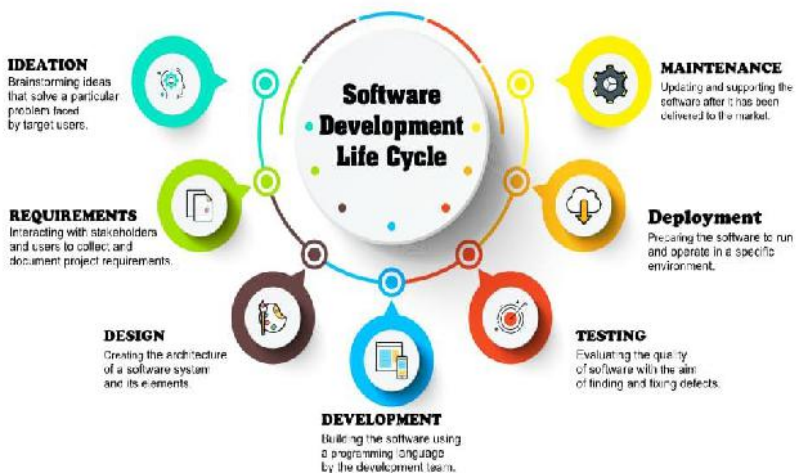 Software
Development
Life Cycle
IDEATION
Brainstorming ideas
that solve a particular
problem faced
by target users.
REQUIREMENTS
Interacting with stakeholders
and users to collect and
document project requirements.
DESIGN
Creating the architecture
of a software system
and its elements.
DEVELOPMENT
Building the software using
a programming language
by the development team.
TESTING
Evaluating the quality
of software with the aim
of finding and fixing defects.
Deployment
Preparing the software to run
and operate in a specific
environment.
MAINTENANCE
Updating and supporting the
software after it has been
delivered to the market.